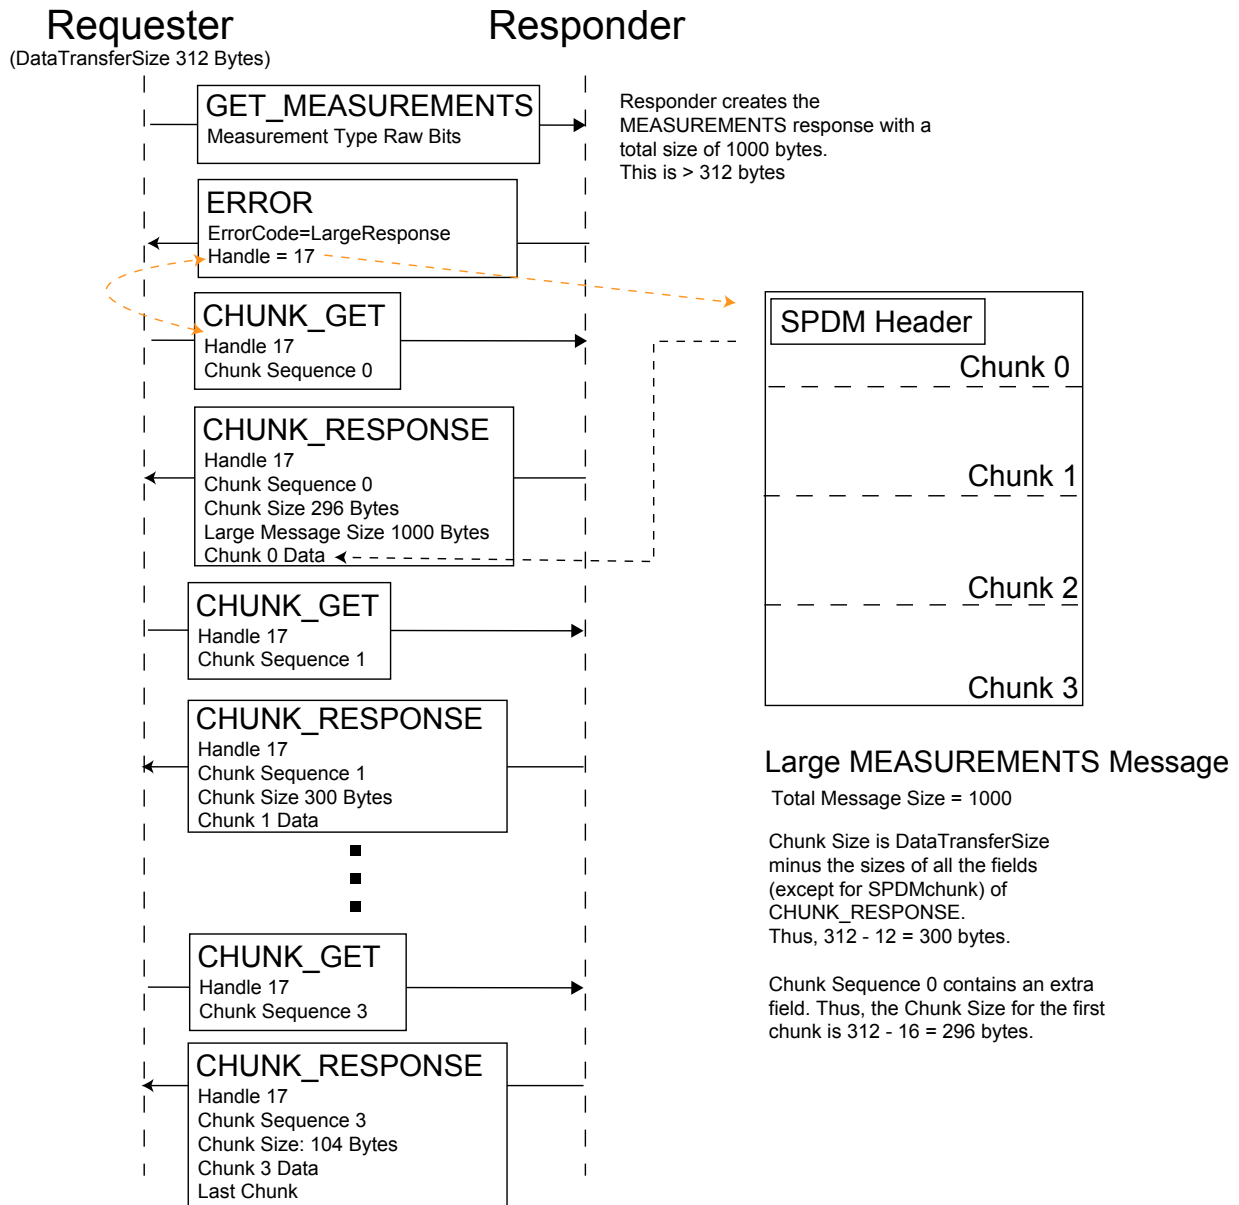 Requester
(DataTransferSize 312 Bytes)
Responder
GET_MEASUREMENTS
Measurement Type Raw Bits
Responder creates the
MEASUREMENTS response with a
total size of 1000 bytes.
This is > 312 bytes
ERROR
ErrorCode=LargeResponse
Handle = 17
CHUNK_GET
Handle 17
Chunk Sequence 0
CHUNK_RESPONSE
Handle 17
Chunk Sequence 0
Chunk Size 296 Bytes
Large Message Size 1000 Bytes
Chunk 0 Data
CHUNK_GET
Handle 17
Chunk Sequence 1
CHUNK_RESPONSE
Handle 17
Chunk Sequence 1
Chunk Size 300 Bytes
Chunk 1 Data
CHUNK_GET
Handle 17
Chunk Sequence 3
CHUNK_RESPONSE
Handle 17
Chunk Sequence 3
Chunk Size: 104 Bytes
Chunk 3 Data
Last Chunk
SPDM Header
Chunk 0
Chunk 1
Chunk 2
Chunk 3
Large MEASUREMENTS Message
Total Message Size = 1000
Chunk Size is DataTransferSize
minus the sizes of all the fields
(except for SPDMchunk) of
CHUNK_RESPONSE.
Thus, 312 - 12 = 300 bytes.
Chunk Sequence 0 contains an extra
field. Thus, the Chunk Size for the first
chunk is 312 - 16 = 296 bytes.